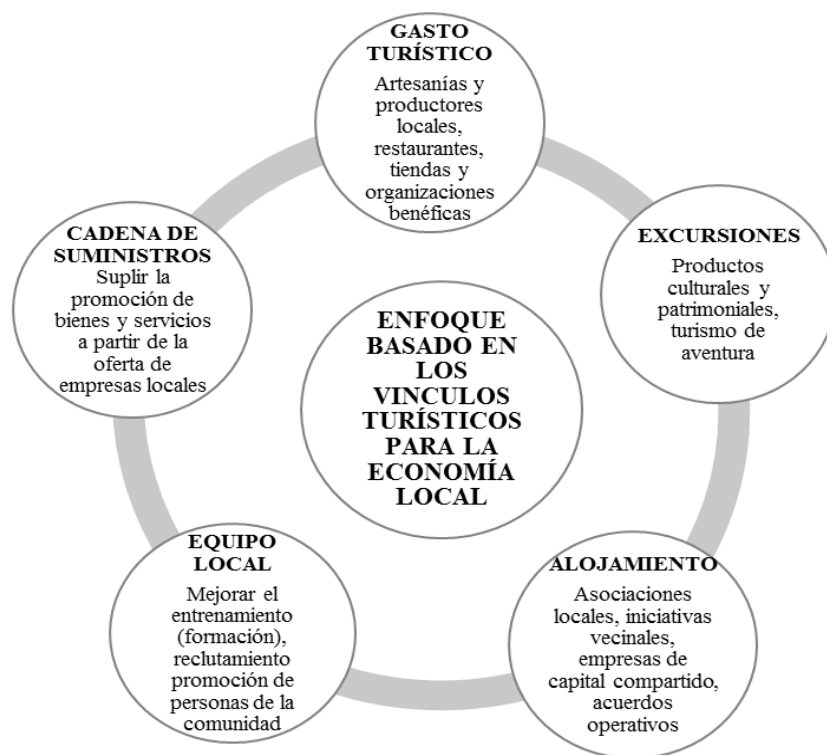 GASTO
TURÍSTICO
Artesanías y
productores
locales,
restaurantes,
tiendas y
organizaciones
benéficas
EXCURSIONES
Productos
culturales y
patrimoniales,
turismo de
aventura
ALOJAMIENTO
Asociaciones
locales, iniciativas
vecinales,
empresas de
capital compartido,
acuerdos
operativos
EQUIPO
LOCAL
Mejorar el
entrenamiento
(formación),
reclutamiento
promoción de
personas de la
comunidad
CADENA DE
SUMINISTROS
Suplir la
promoción de
bienes y servicios
a partir de la
oferta de
empresas locales
ENFOQUE
BASADO EN
LOS
VINCULOS
TURÍSTICOS
PARA LA
ECONOMÍA
LOCAL